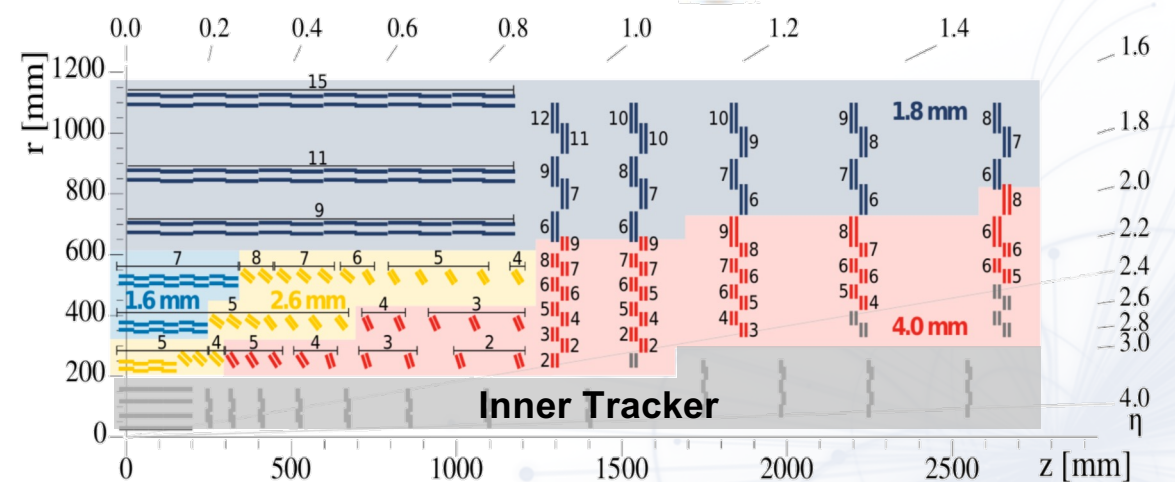 0.0 0.2 0.4 0.6 0.8 1.0 1.2 1.4 1.6
r [mm]
1200
15
12 10 10 9 1.8 mm 8
1000
11 10 9 8 7
11
9 8 7 7 6
800
7 7 6 6 8
9
6 6 9 8 6
600
9 9 8 7 6
7 8 7 6 5 4
8 7 7 6 6
7 7 6 6 5
1.6 mm 2.6 mm
6 6 6 5
5 5 5 4
400
5 4 3
5 5 4
4 4 3
3 2 4.0 mm
5 4 5 4 3 2
2 2
2
200
Inner Tracker
0
1.8
2.0
2.2
2.4
2.6
2.8
3.0
4.0
η
0 500 1000 1500 2000 2500 z [mm]